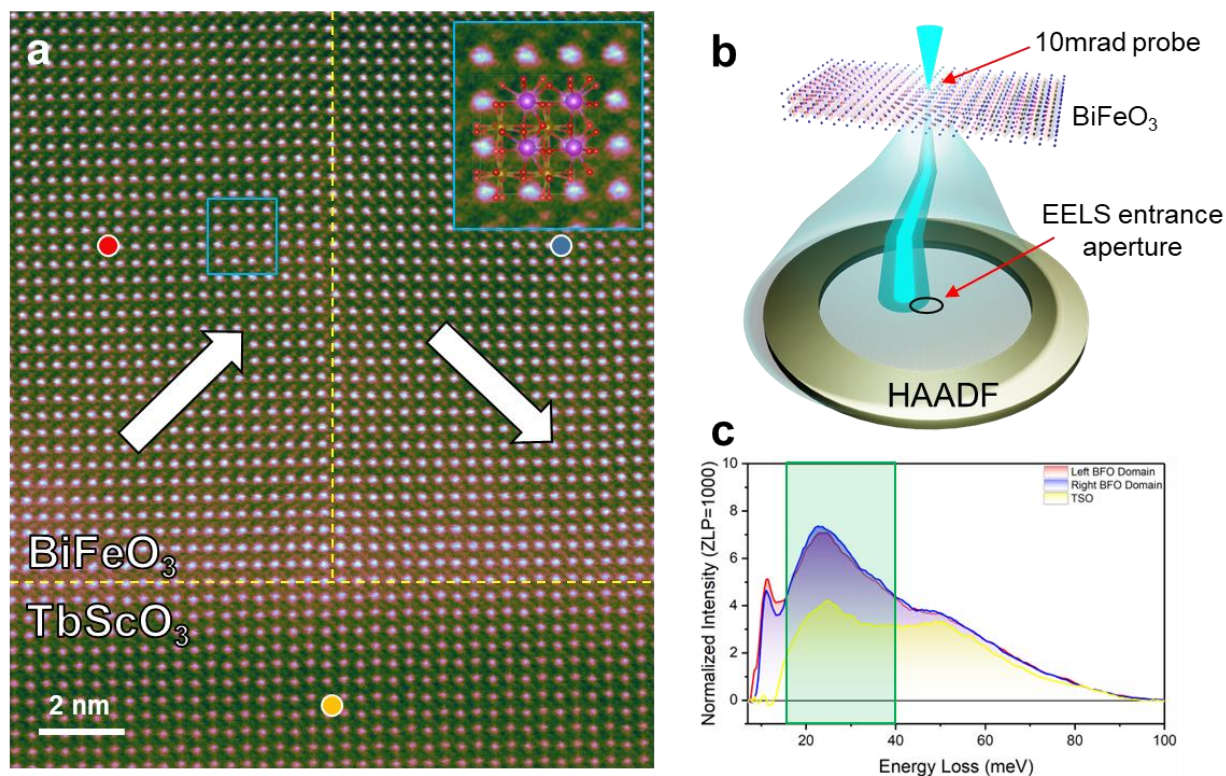 a
BiFeO₃
TbScO₃
2 nm
b
10mrad probe
BiFeO₃
EELS entrance
aperture
HAADF
c
Normalized Intensity (ZLP=1000)
10
8
6
4
2
0
Left BFO Domain
Right BFO Domain
TSO
20 40 60 80 100
Energy Loss (meV)